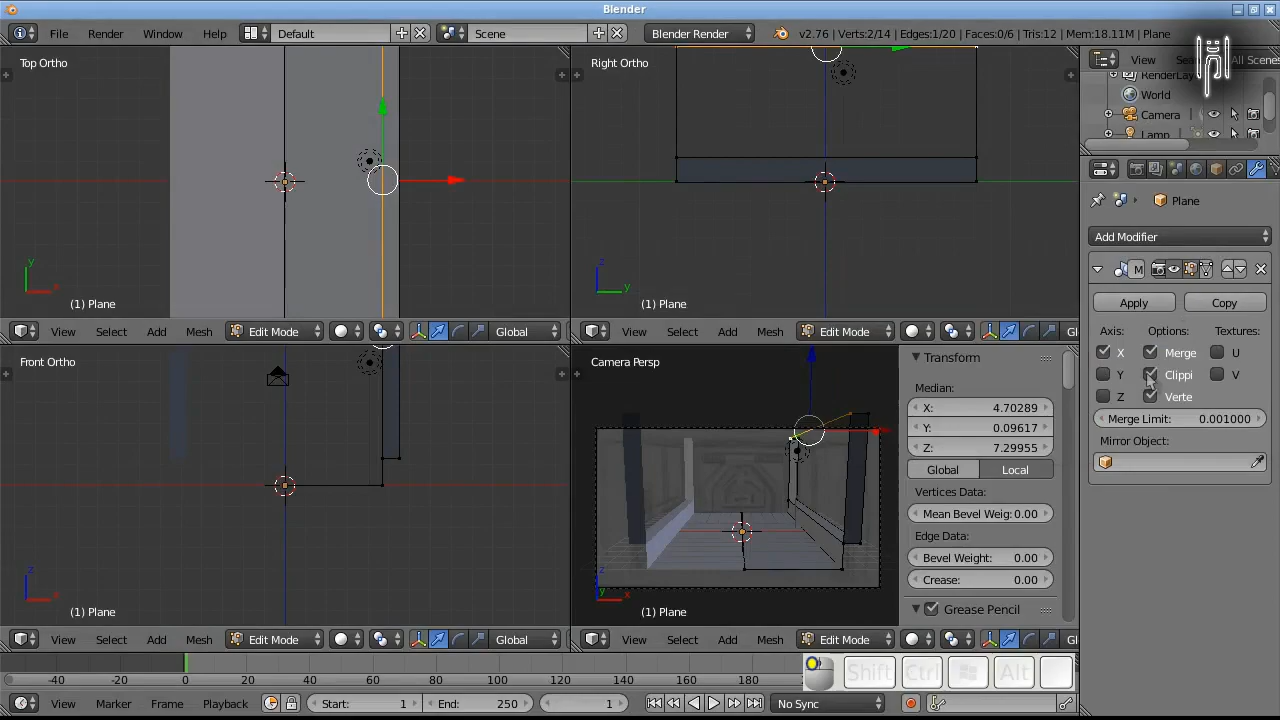 Blender
File Render Window Help Default Scene Blender Render v2.76 | Verts:2/14 | Edges:1/20 | Faces:0/6 | Tris:12 | Mem:18.11M | Plane
Top Ortho
Right Ortho
View All Scenes
RenderLay
World
Camera
Lamp
Plane
Add Modifier
M
Apply Copy
Axis: Options: Textures:
X Merge U
Y Clippi V
Z Verte
Merge Limit: 0.001000
Mirror Object:
y x
z y
(1) Plane
(1) Plane
View Select Add Mesh Edit Mode Global
View Select Add Mesh Edit Mode Global
Front Ortho
Camera Persp
Transform
Median:
X: 4.70289
Y: 0.09617
Z: 7.29955
Global Local
Vertices Data:
Mean Bevel Weig: 0.00
Edge Data:
Bevel Weight: 0.00
Crease: 0.00
Grease Pencil
z x
z y x
(1) Plane
(1) Plane
View Select Add Mesh Edit Mode Global
View Select Add Mesh Edit Mode Gl
-40 -20 0 20 40 60 80 100 120 140 160 180
Shift Ctrl Alt
View Marker Frame Playback Start: 1 End: 250 1 No Sync